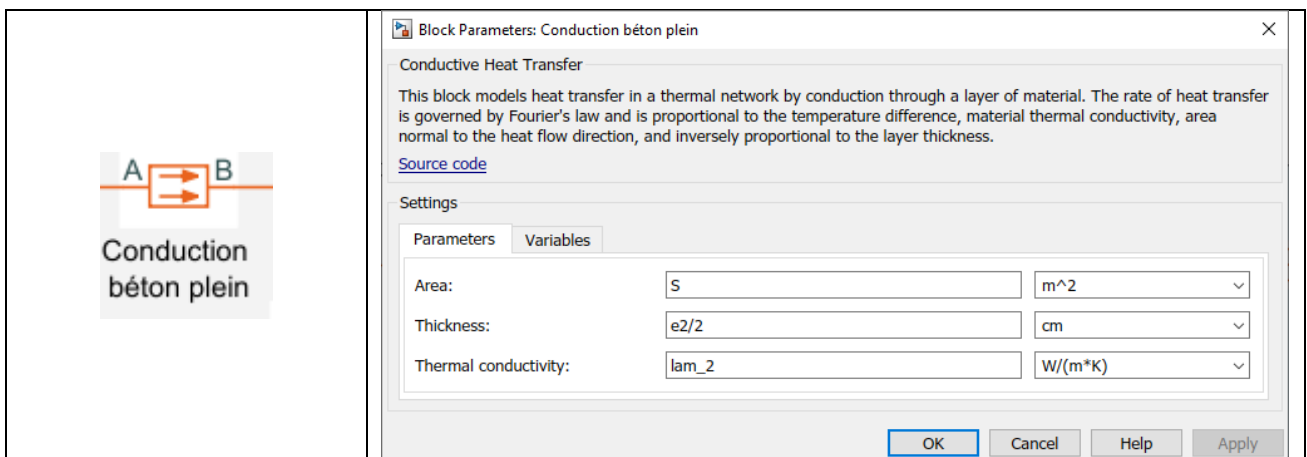 A B
Conduction
béton plein
Block Parameters: Conduction béton plein
Conductive Heat Transfer
This block models heat transfer in a thermal network by conduction through a layer of material. The rate of heat transfer
is governed by Fourier's law and is proportional to the temperature difference, material thermal conductivity, area
normal to the heat flow direction, and inversely proportional to the layer thickness.
Source code
Settings
Parameters Variables
Area: S m^2
Thickness: e2/2 cm
Thermal conductivity: lam_2 W/(m*K)
OK Cancel Help Apply